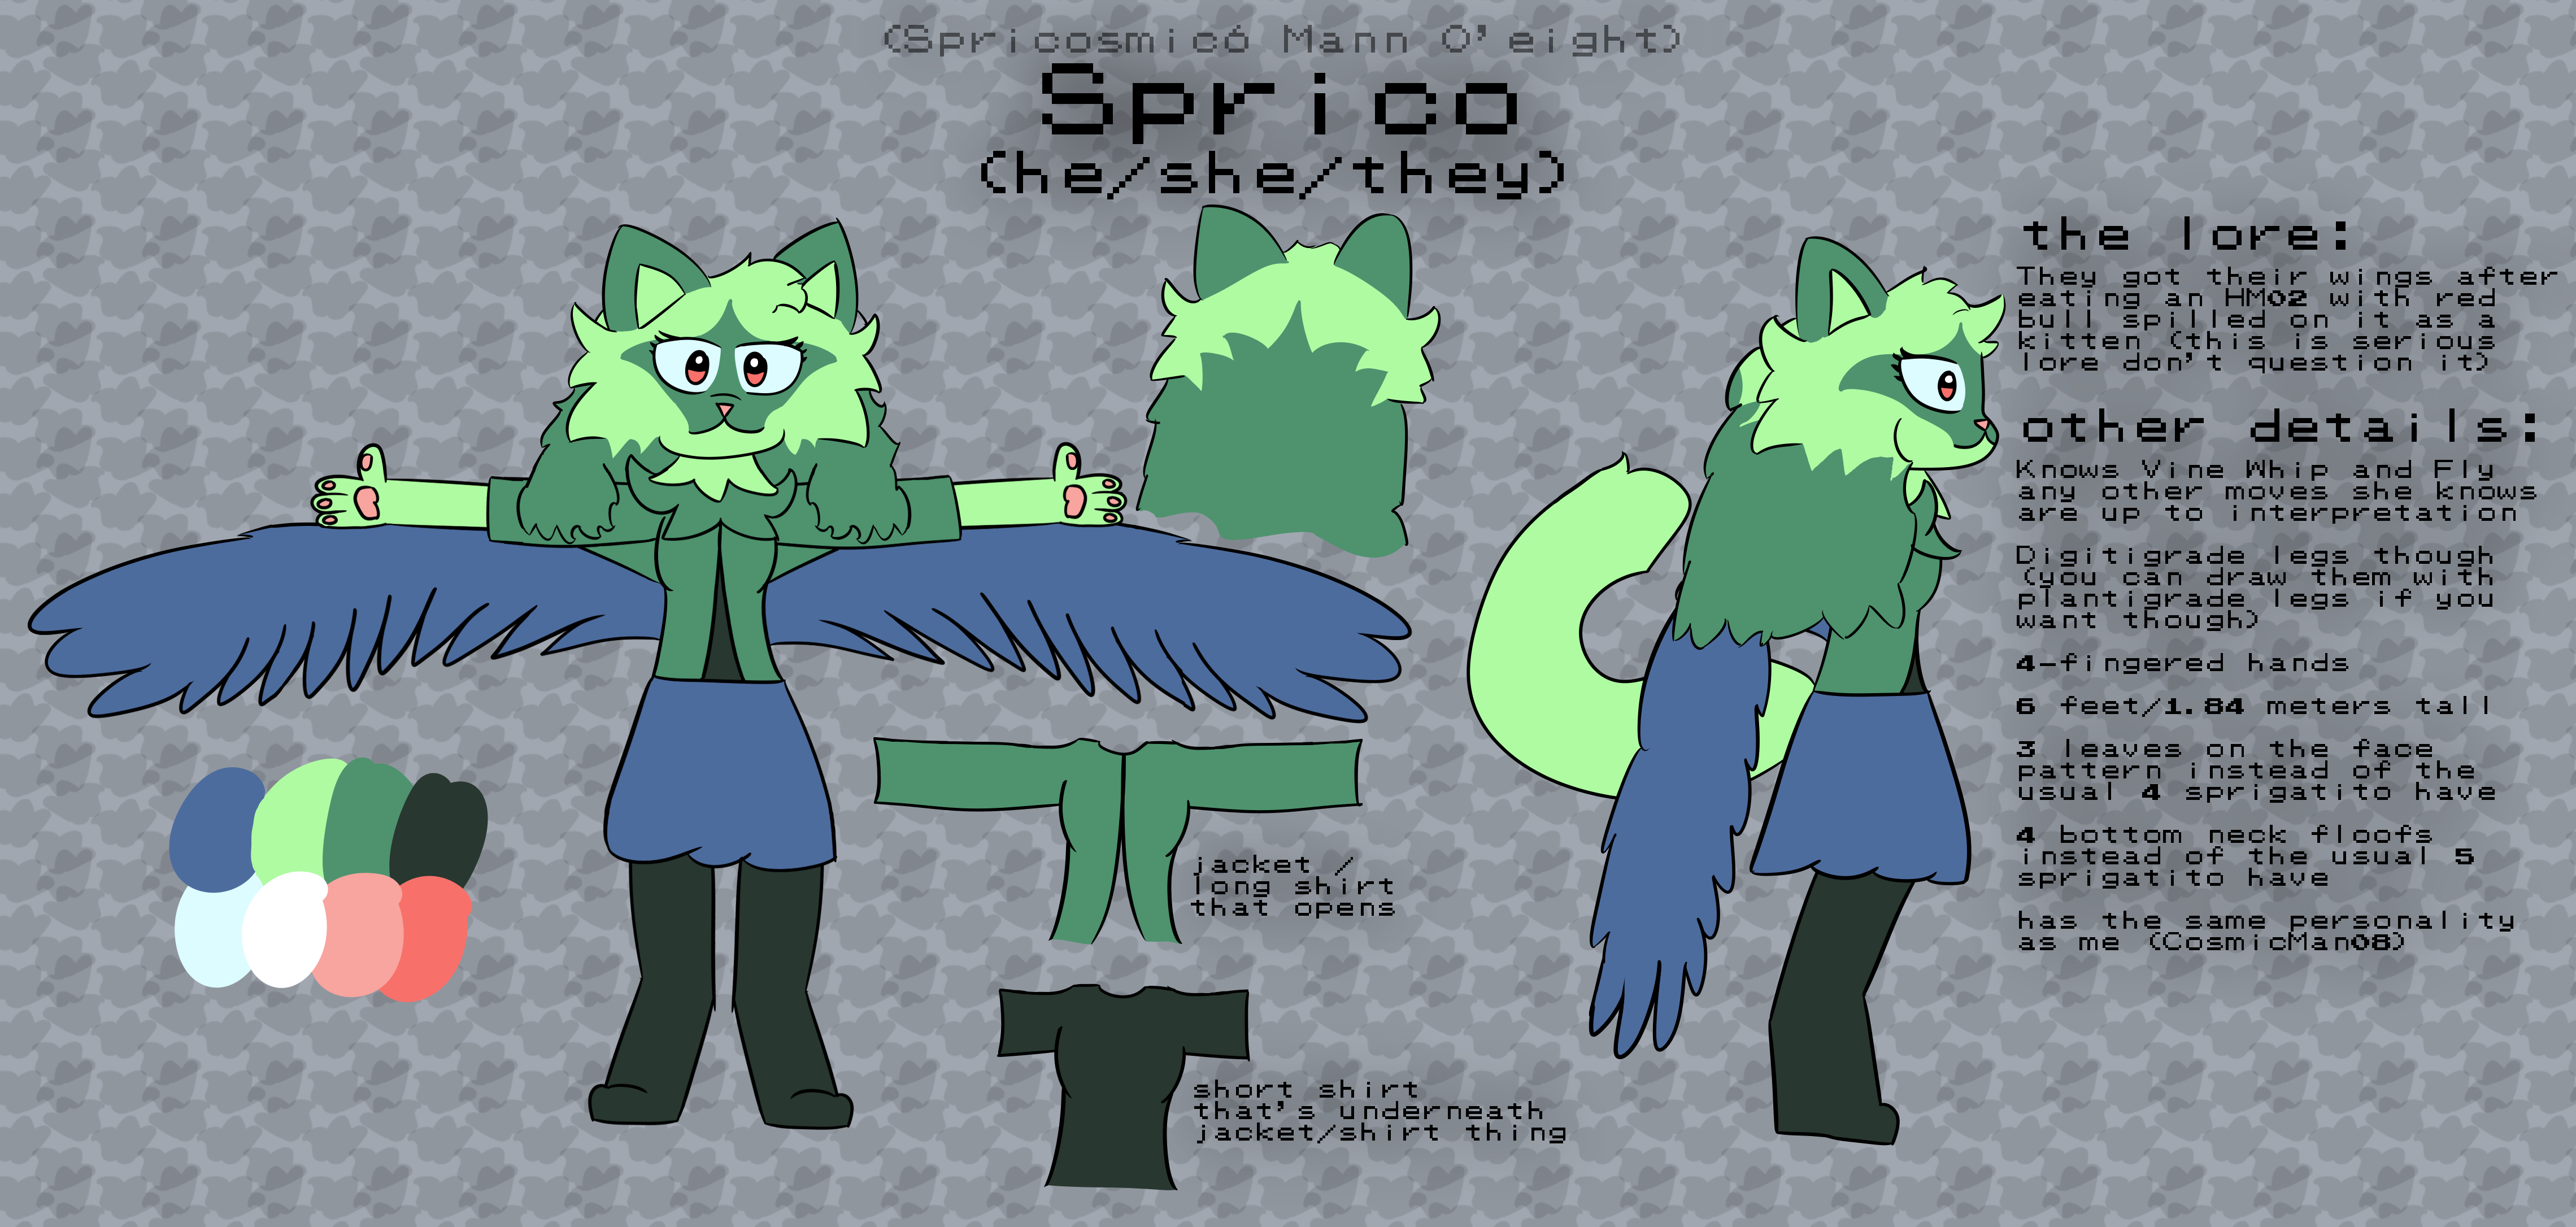 (Spricosmicó Mann O'eight)
Sprico
(he/she/they)
the lore:
They got their wings after
eating an HM02 with red
bull spilled on it as a
kitten (this is serious
lore don't question it)
other details:
Knows Vine Whip and Fly
any other moves she knows
are up to interpretation
Digitigrade legs though
(you can draw them with
plantigrade legs if you
want though)
4-fingered hands
6 feet/1.84 meters tall
3 leaves on the face
pattern instead of the
usual 4 sprigatito have
4 bottom neck floofs
instead of the usual 5
sprigatito have
has the same personality
as me (CosmicMan08)
jacket /
long shirt
that opens
short shirt
that's underneath
jacket/shirt thing